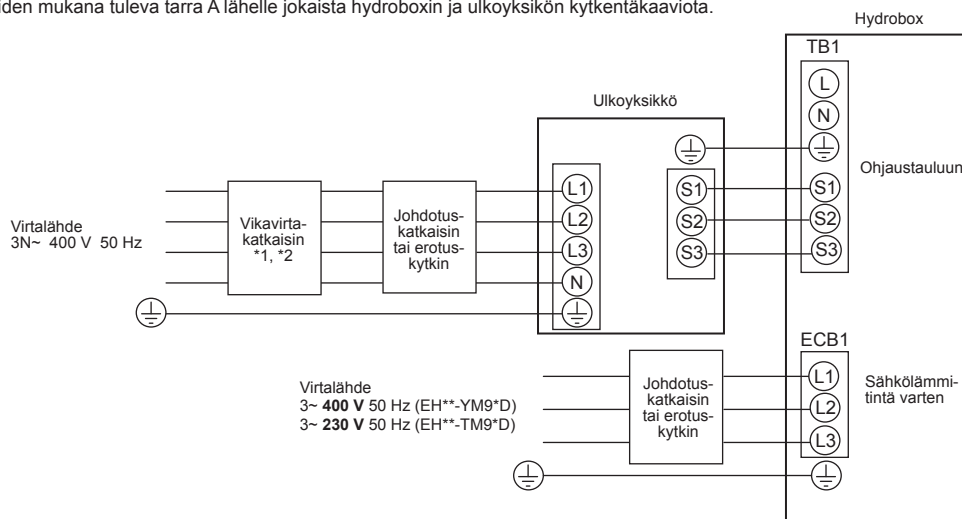 iden mukana tuleva tarra A lähelle jokaista hydroboxin ja ulkoyksikön kytkentäkaaviota.
Hydrobox
TB1
L
N
Ulkoyksikkö
Ohjaustauluun
S1
S2
S3
S1
S2
S3
L1
L2
L3
N
Virtalähde
3N~ 400 V 50 Hz
Vikavirta-
katkaisin
*1, *2
Johdotus-
katkaisin
tai erotus-
kytkin
ECB1
L1
L2
L3
Sähkölämmi-
tintä varten
Virtalähde
3~ 400 V 50 Hz (EH**-YM9*D)
3~ 230 V 50 Hz (EH**-TM9*D)
Johdotus-
katkaisin
tai erotus-
kytkin